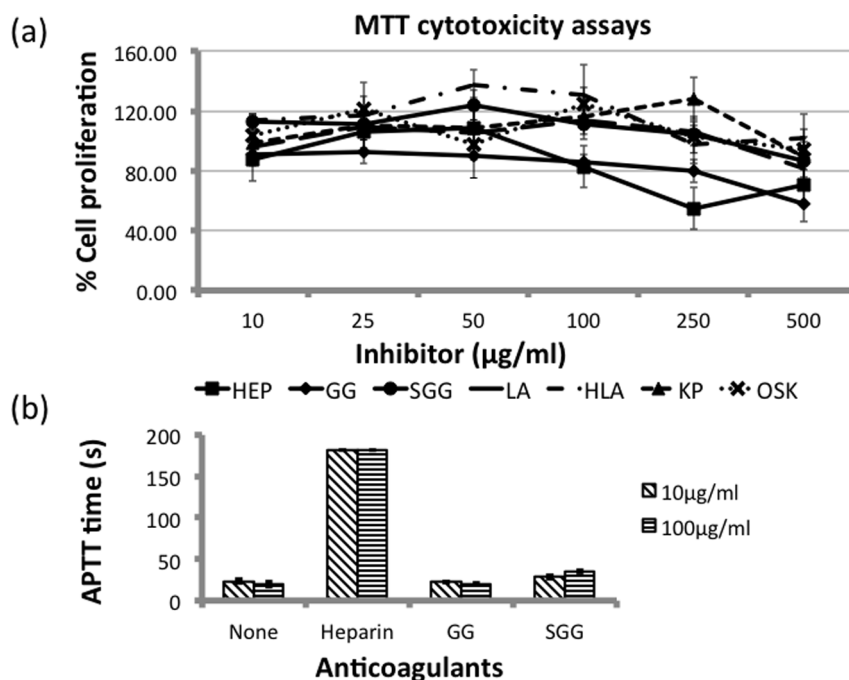 (a)
MTT cytotoxicity assays
% Cell proliferation
160.00
120.00
80.00
40.00
0.00
10 25 50 100 250 500
Inhibitor (µg/ml)
HEP GG SGG LA HLA KP OSK
(b)
APTT time (s)
200
150
100
50
0
10µg/ml
100µg/ml
None Heparin GG SGG
Anticoagulants